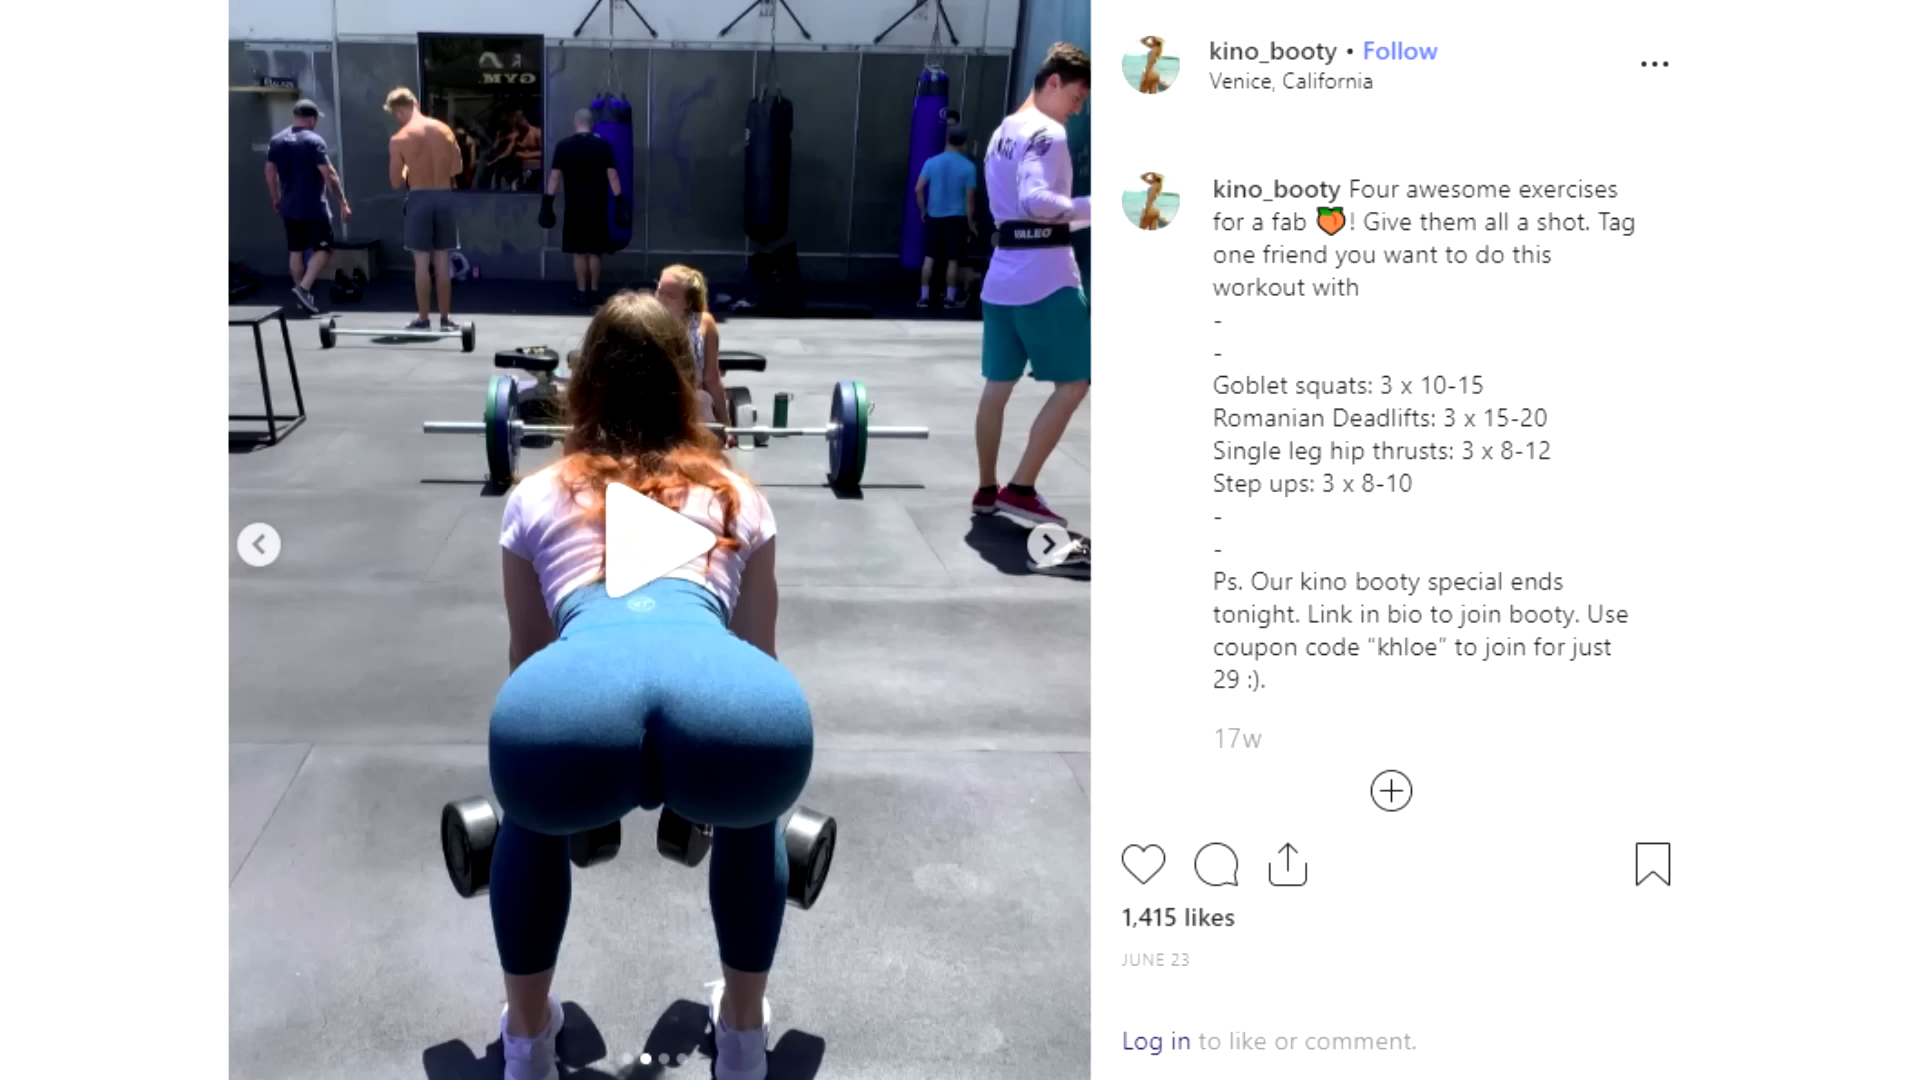 GYM
VALEO
kino_booty • Follow
Venice, California
kino_booty Four awesome exercises
for a fab 🍑! Give them all a shot. Tag
one friend you want to do this
workout with
-
-
Goblet squats: 3 x 10-15
Romanian Deadlifts: 3 x 15-20
Single leg hip thrusts: 3 x 8-12
Step ups: 3 x 8-10
-
-
Ps. Our kino booty special ends
tonight. Link in bio to join booty. Use
coupon code “khloe” to join for just
29 :).
17w
1,415 likes
JUNE 23
Log in to like or comment.